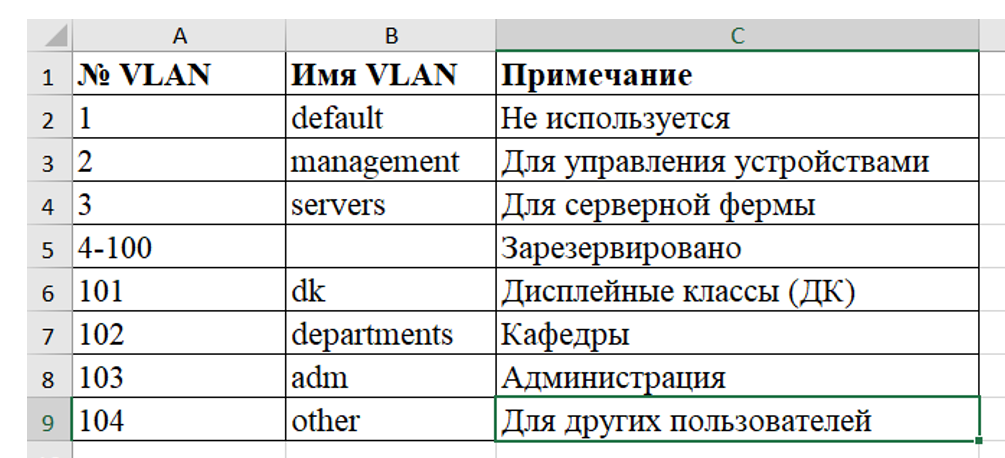 A B C
1 № VLAN Имя VLAN Примечание
2 1 default Не используется
3 2 management Для управления устройствами
4 3 servers Для серверной фермы
5 4-100 Зарезервировано
6 101 dk Дисплейные классы (ДК)
7 102 departments Кафедры
8 103 adm Администрация
9 104 other Для других пользователей